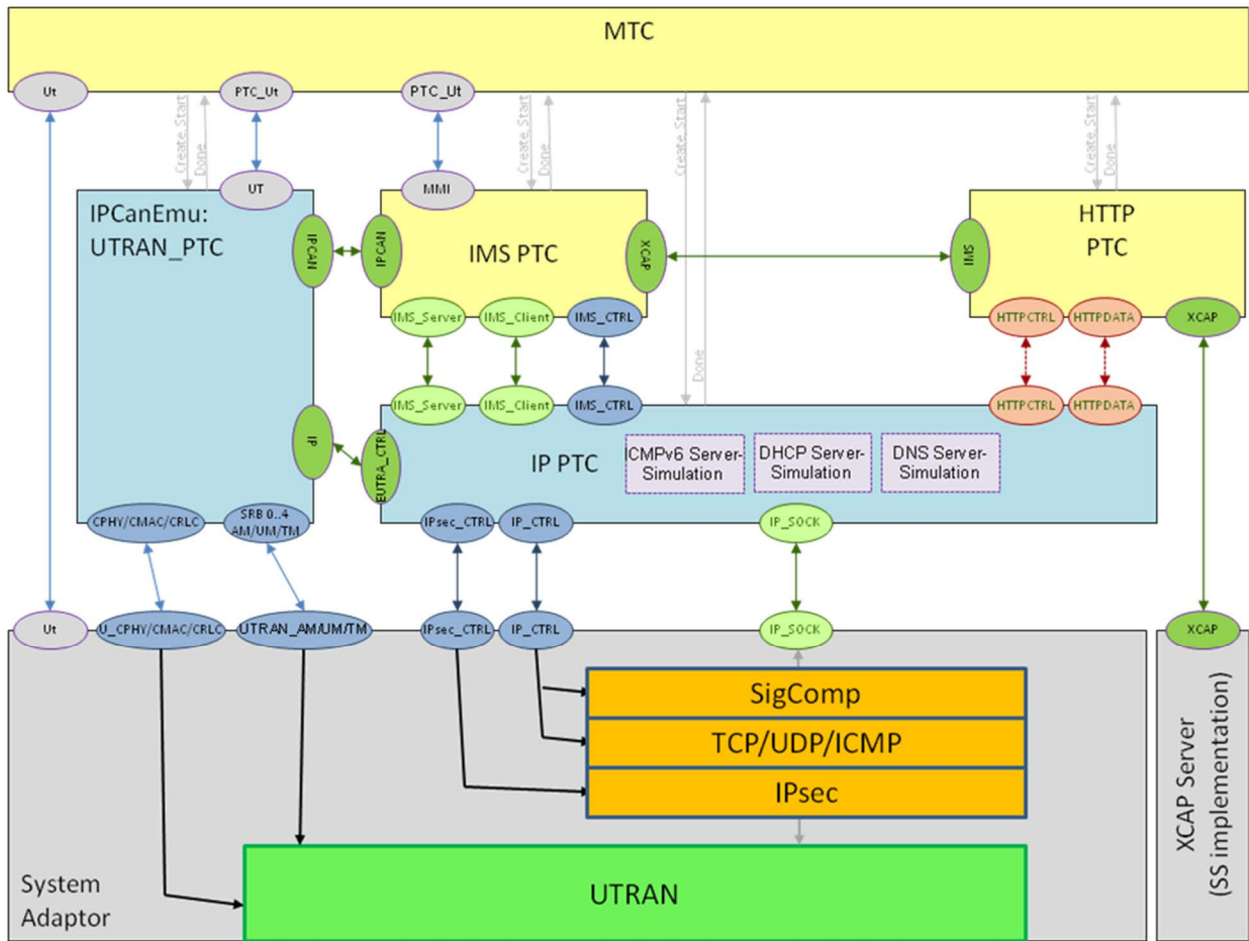 MTC
Ut
PTC_Ut
PTC_Ut
Create,Start
Done
Create,Start
Done
Create,Start
Done
Create,Start
Done
UT
MMI
IPCanEmu:
UTRAN_PTC
IPCAN
IPCAN
IMS PTC
XCAP
SMI
HTTP
PTC
IMS_Server
IMS_Client
IMS_CTRL
HTTPCTRL
HTTPDATA
XCAP
IMS_Server
IMS_Client
IMS_CTRL
HTTPCTRL
HTTPDATA
IP
EUTRA_CTRL
IP PTC
ICMPv6 Server-
Simulation
DHCP Server-
Simulation
DNS Server-
Simulation
CPHY/CMAC/CRLC
SRB 0..4
AM/UM/TM
IPsec_CTRL
IP_CTRL
IP_SOCK
Ut
U_CPHY/CMAC/CRLC
UTRAN_AM/UM/TM
IPsec_CTRL
IP_CTRL
IP_SOCK
XCAP
SigComp
TCP/UDP/ICMP
IPsec
UTRAN
System
Adaptor
XCAP Server
(SS implementation)